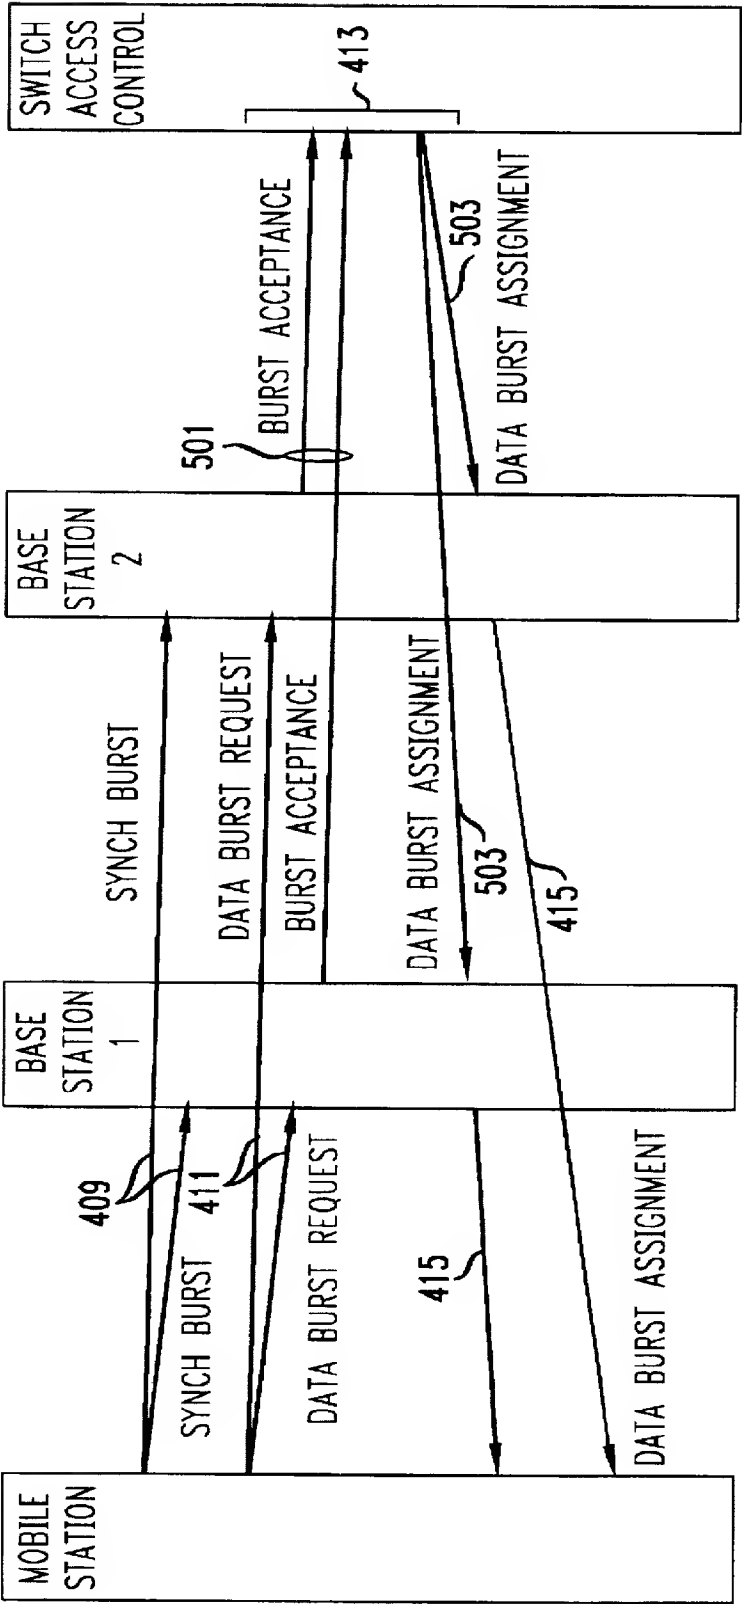 MOBILE
STATION
BASE
STATION
1
BASE
STATION
2
SWITCH
ACCESS
CONTROL
SYNCH BURST
409
SYNCH BURST
DATA BURST REQUEST
411
DATA BURST REQUEST
BURST ACCEPTANCE
501
BURST ACCEPTANCE
413
DATA BURST ASSIGNMENT
503
503
DATA BURST ASSIGNMENT
415
415
DATA BURST ASSIGNMENT